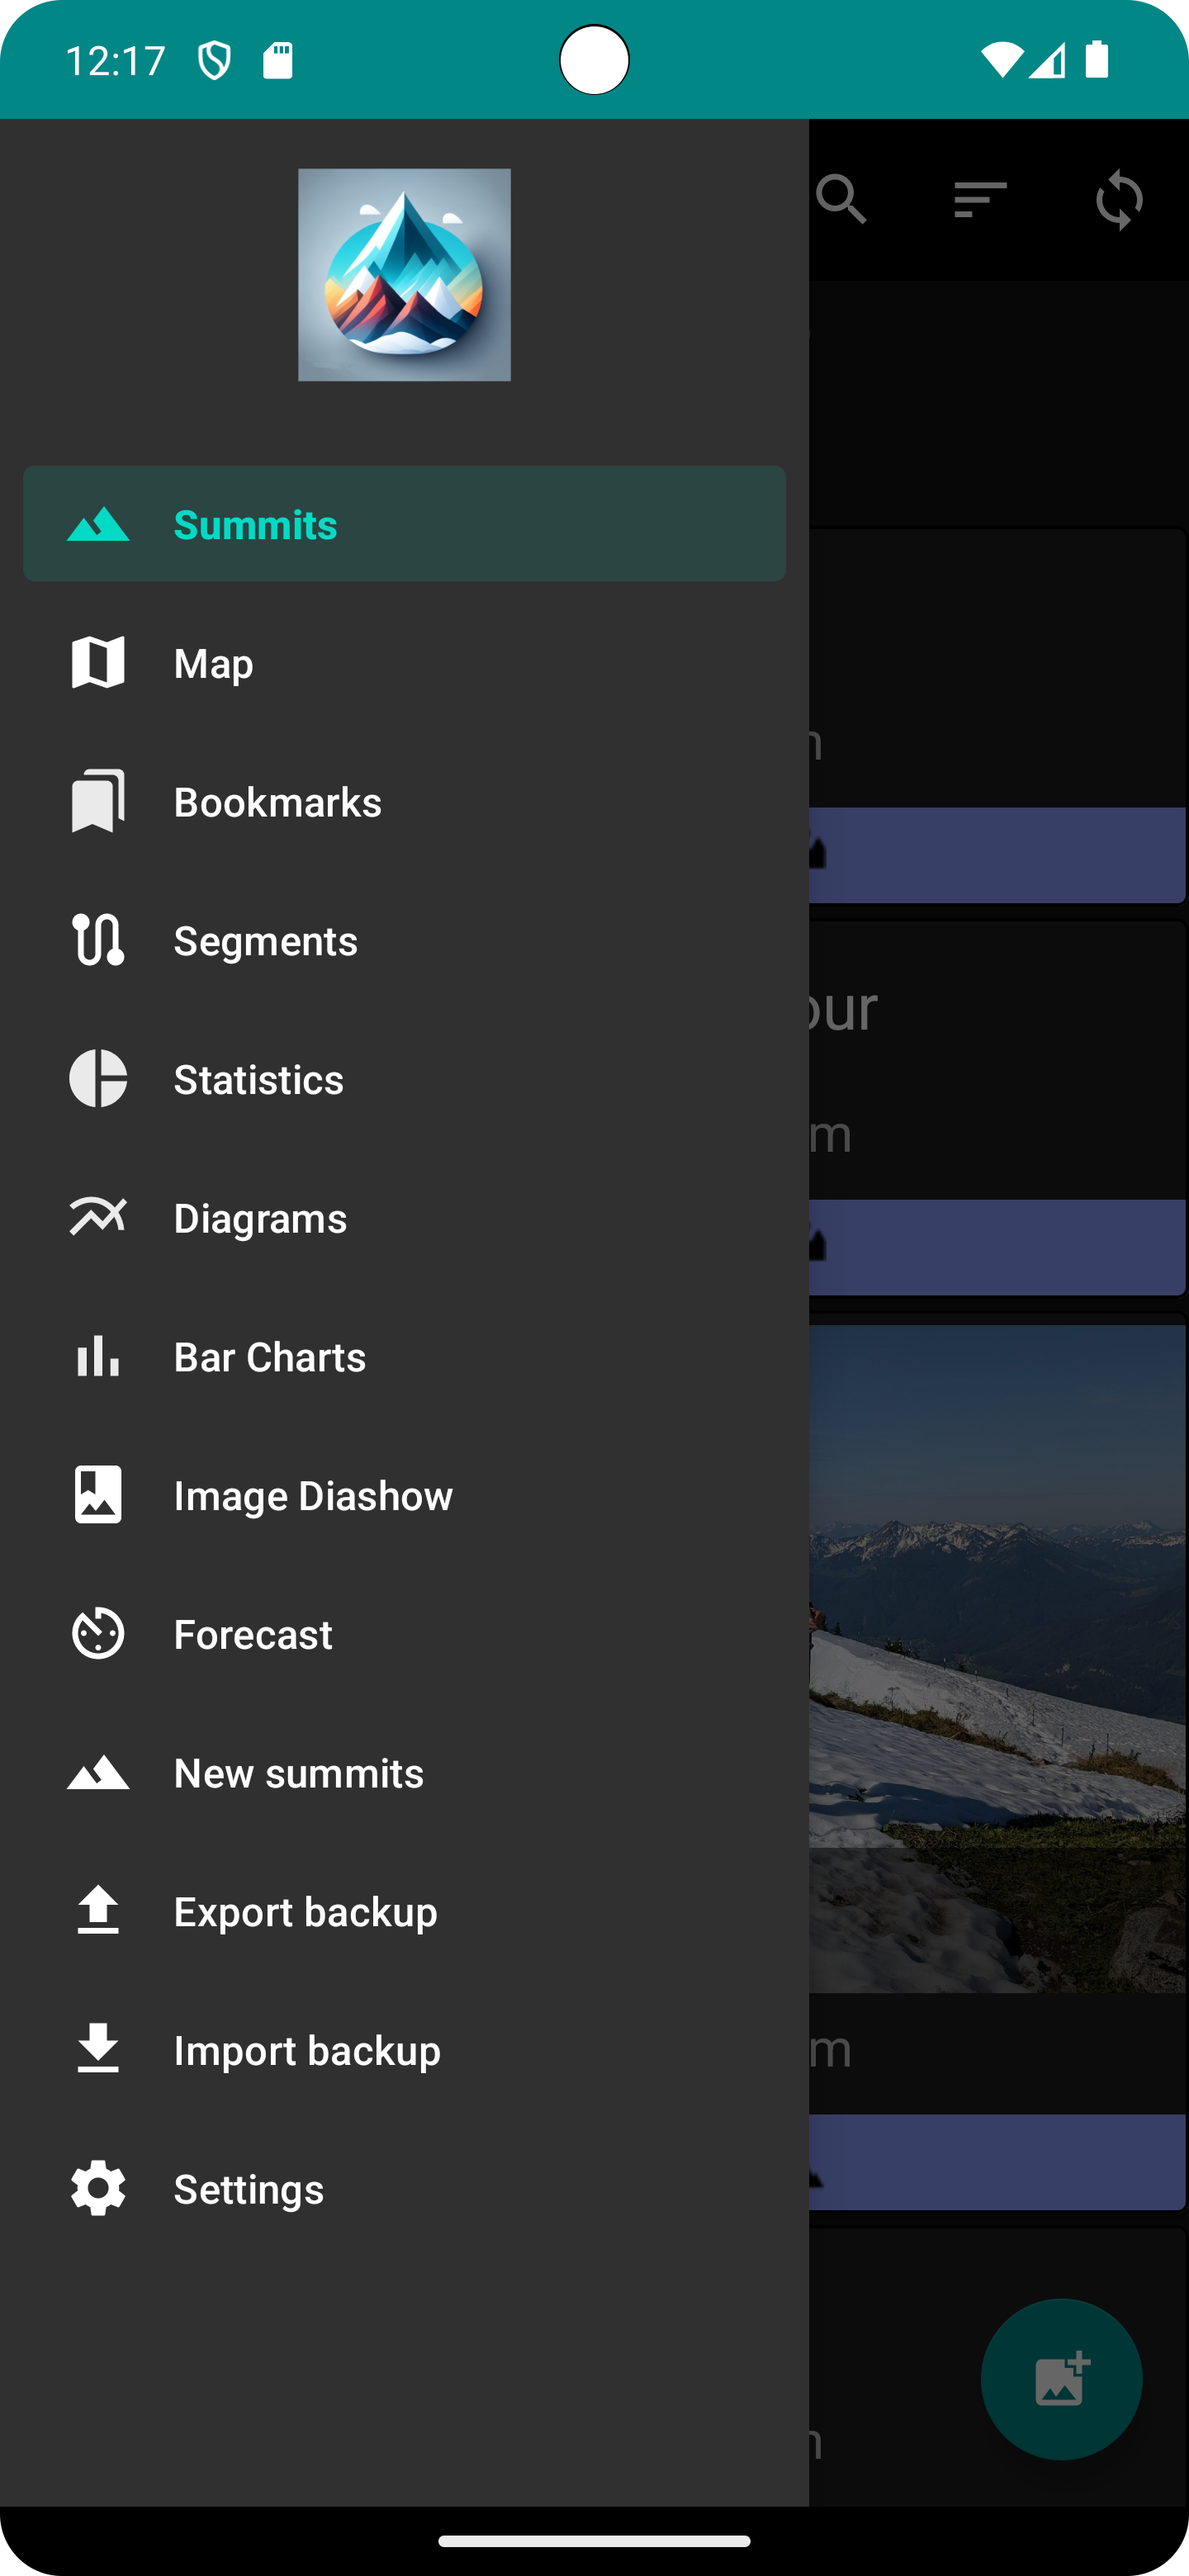 12:17
Summits
Map
Bookmarks
Segments
our
Statistics
m
Diagrams
Bar Charts
Image Diashow
Forecast
New summits
Export backup
Import backup
m
Settings